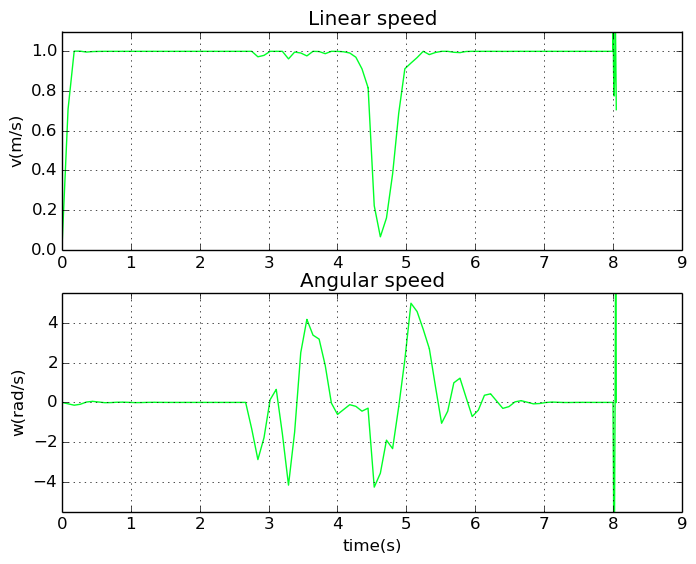 Linear speed
v(m/s)
1.0
0.8
0.6
0.4
0.2
0.0
0 1 2 3 4 5 6 7 8 9
Angular speed
w(rad/s)
4
2
0
−2
−4
0 1 2 3 4 5 6 7 8 9
time(s)